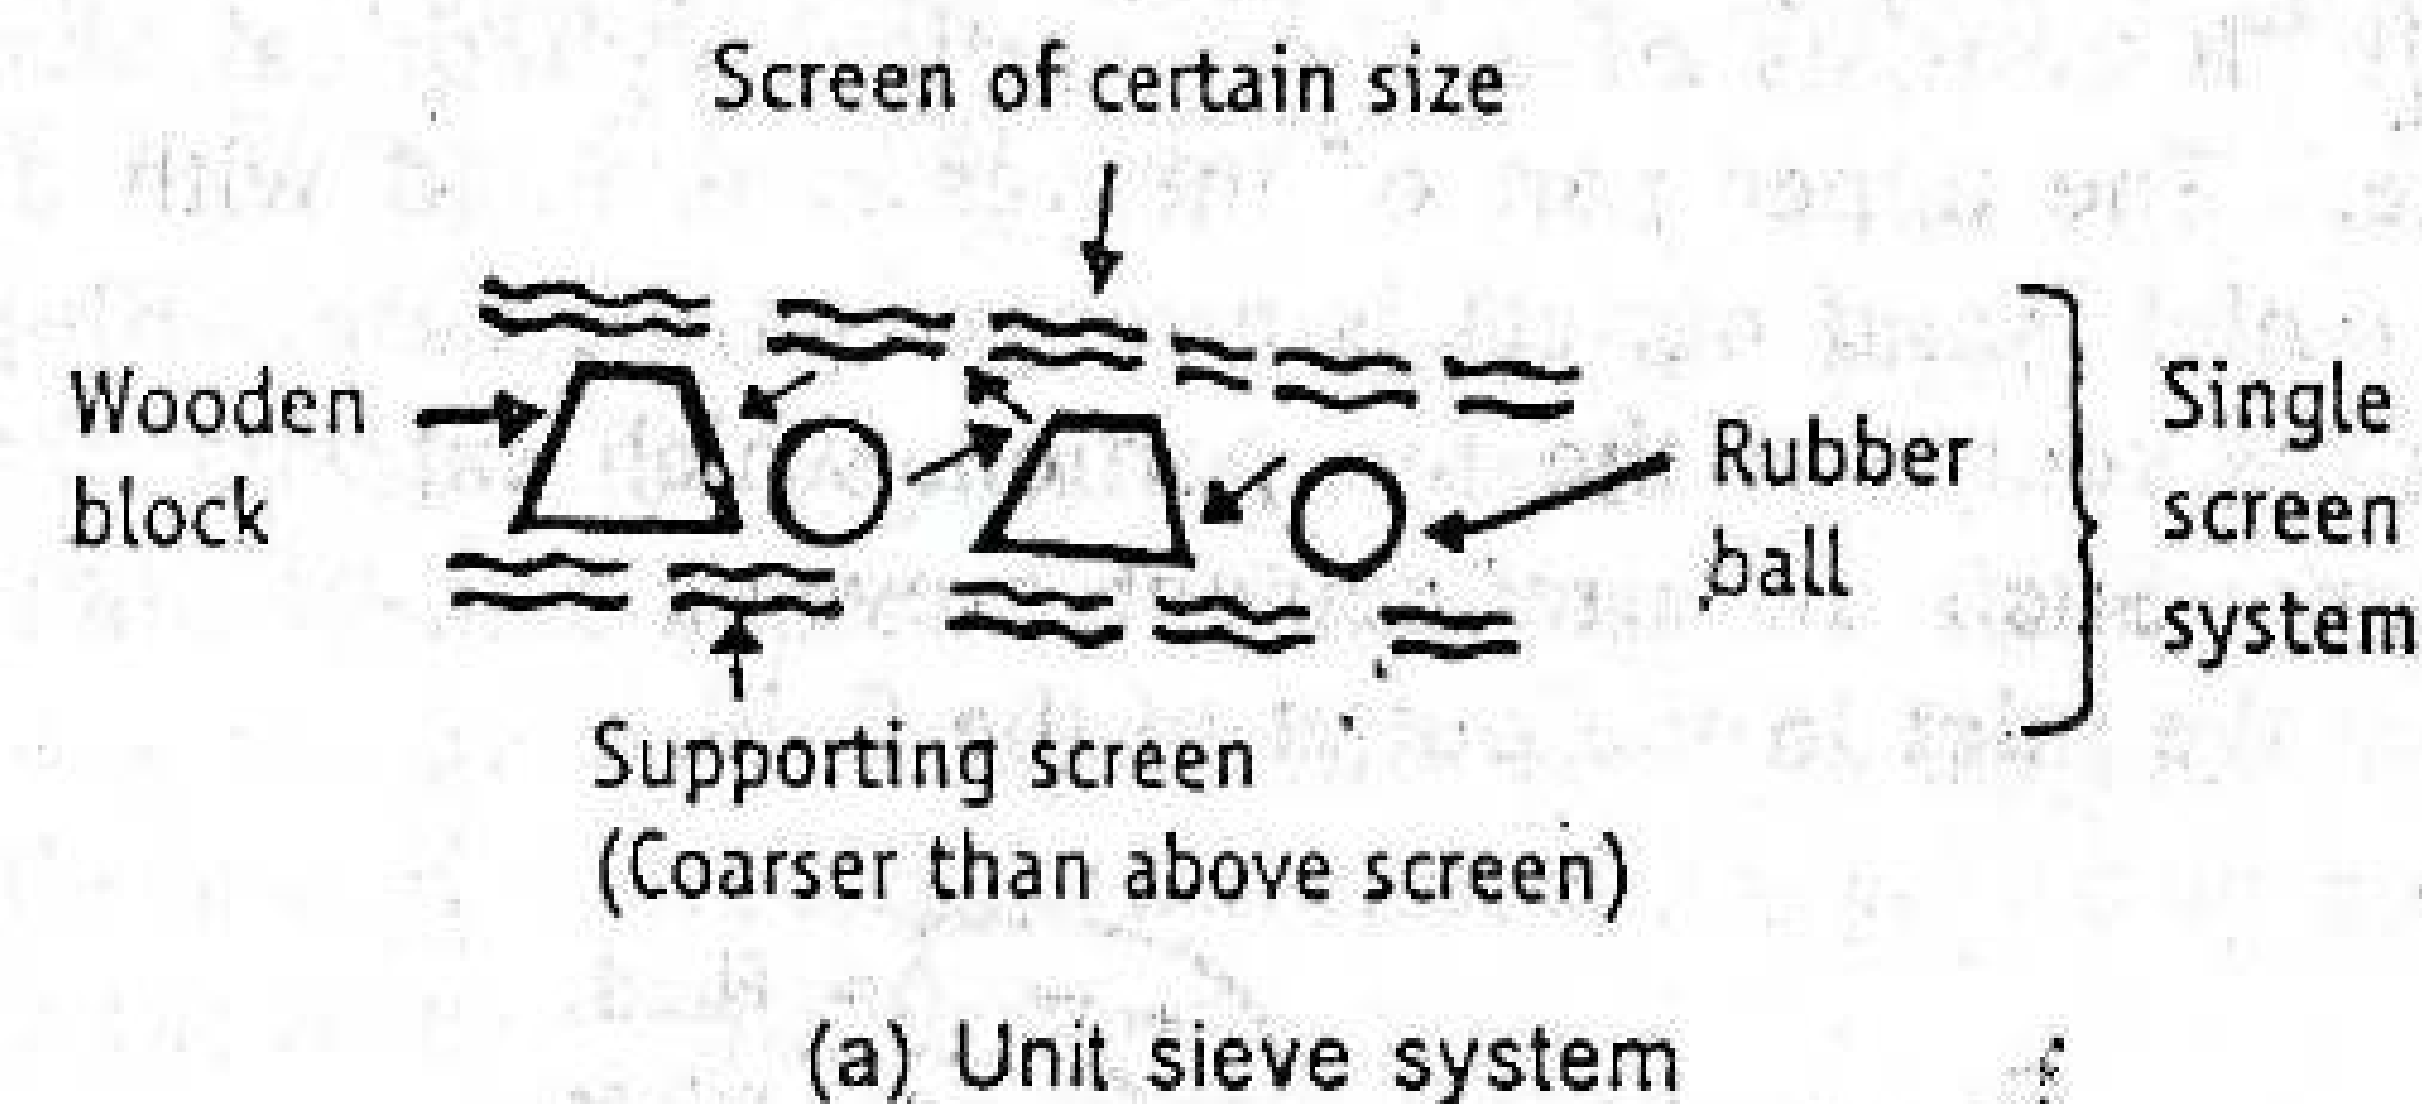 Screen of certain size
Wooden
block
Rubber
ball
Single
screen
system
Supporting screen
(Coarser than above screen)
(a) Unit sieve system